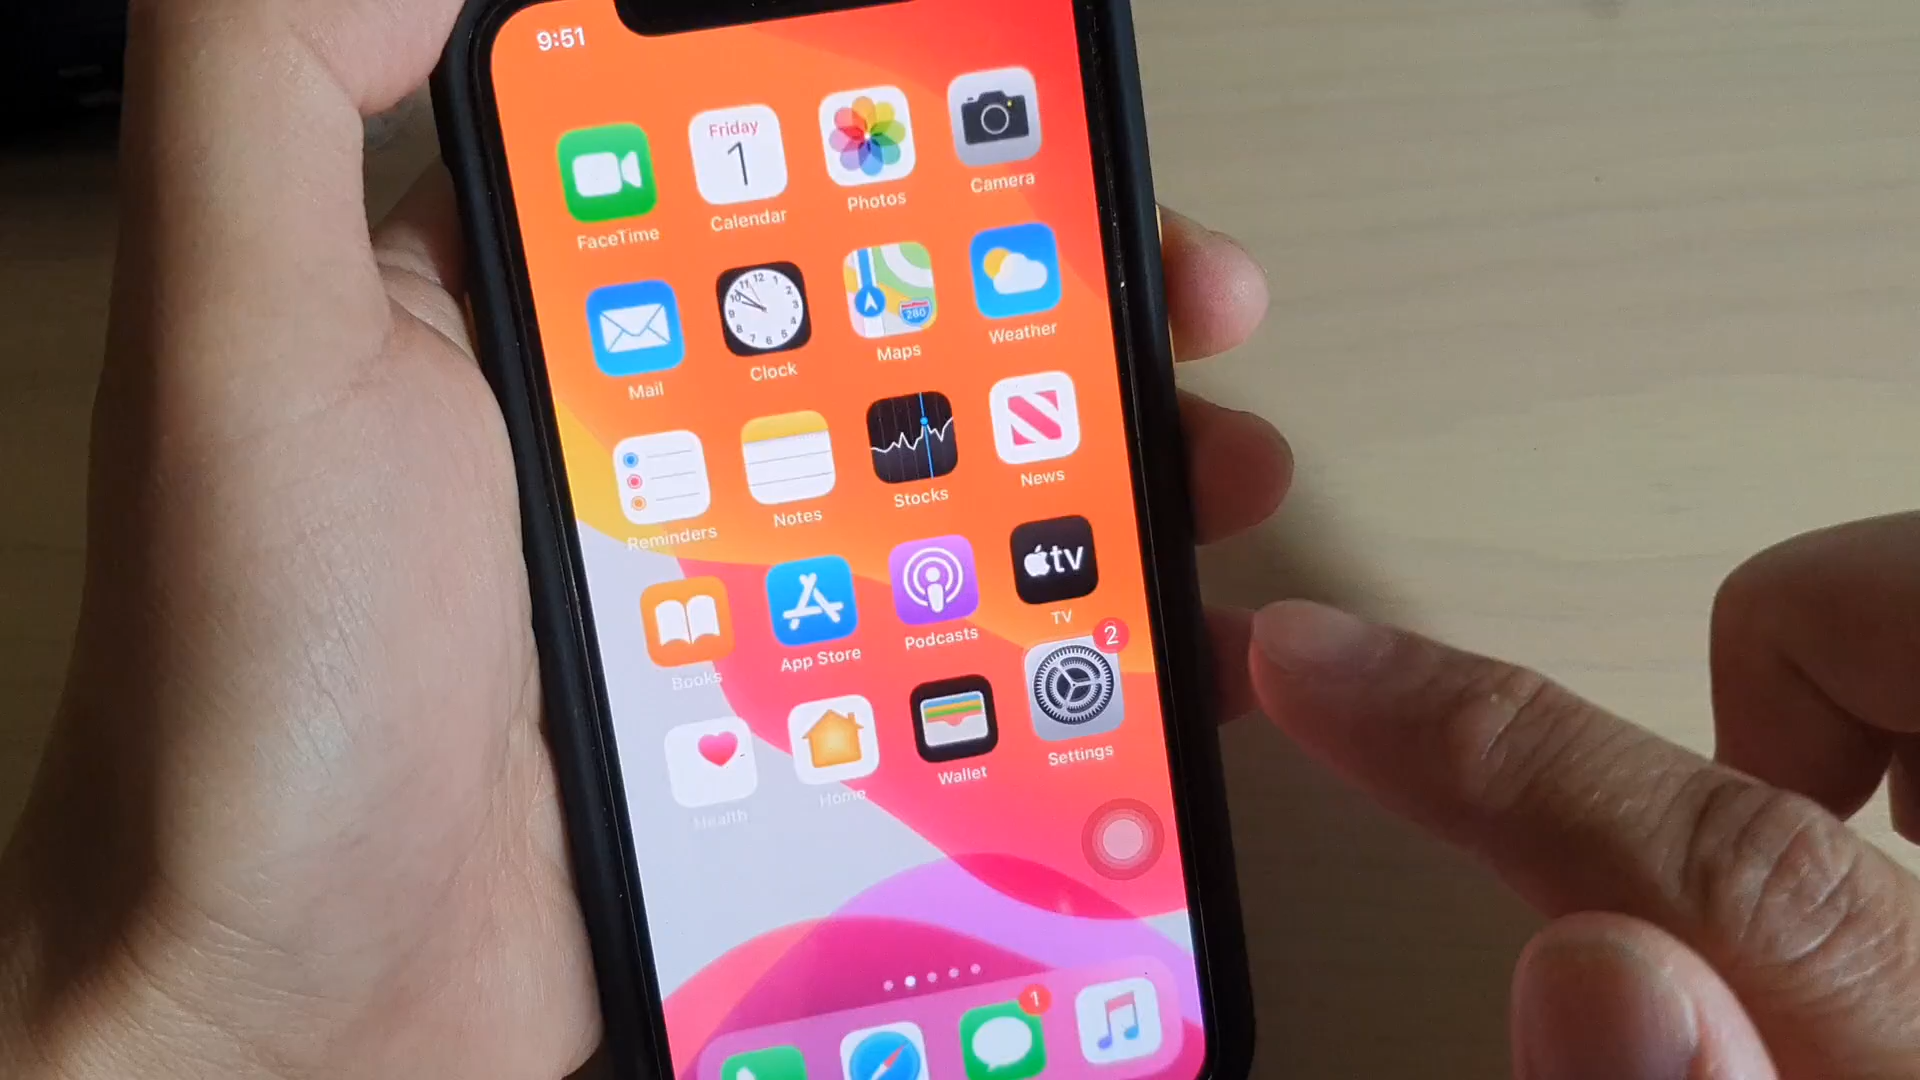 9:51
Friday
1
FaceTime
Calendar
Photos
Camera
280
Mail
Clock
Maps
Weather
Reminders
Notes
Stocks
News
tv
Books
App Store
Podcasts
TV
2
Health
Home
Wallet
Settings
1